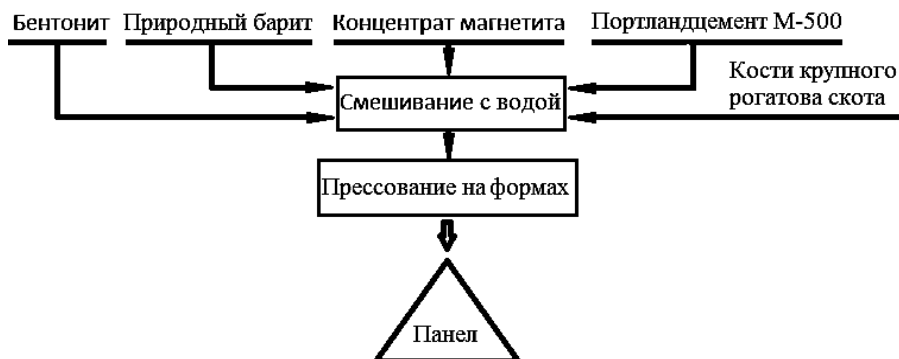 Бентонит
Природный барит
Концентрат магнетита
Портландцемент М-500
Кости крупного
рогатова скота
Смешивание с водой
Прессование на формах
Панел